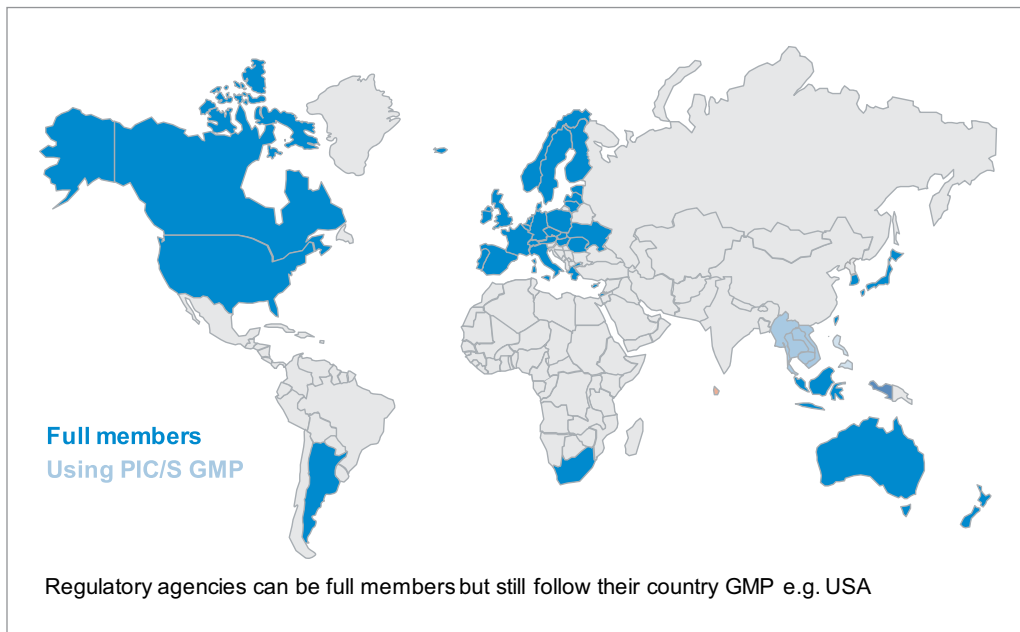 Full members
Using PIC/S GMP
Regulatory agencies can be full members but still follow their country GMP e.g. USA